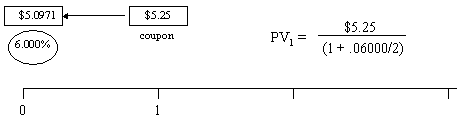 $5.0971
$5.25
6.000%
coupon
PV₁ = $5.25 / (1 + .06000/2)
0
1